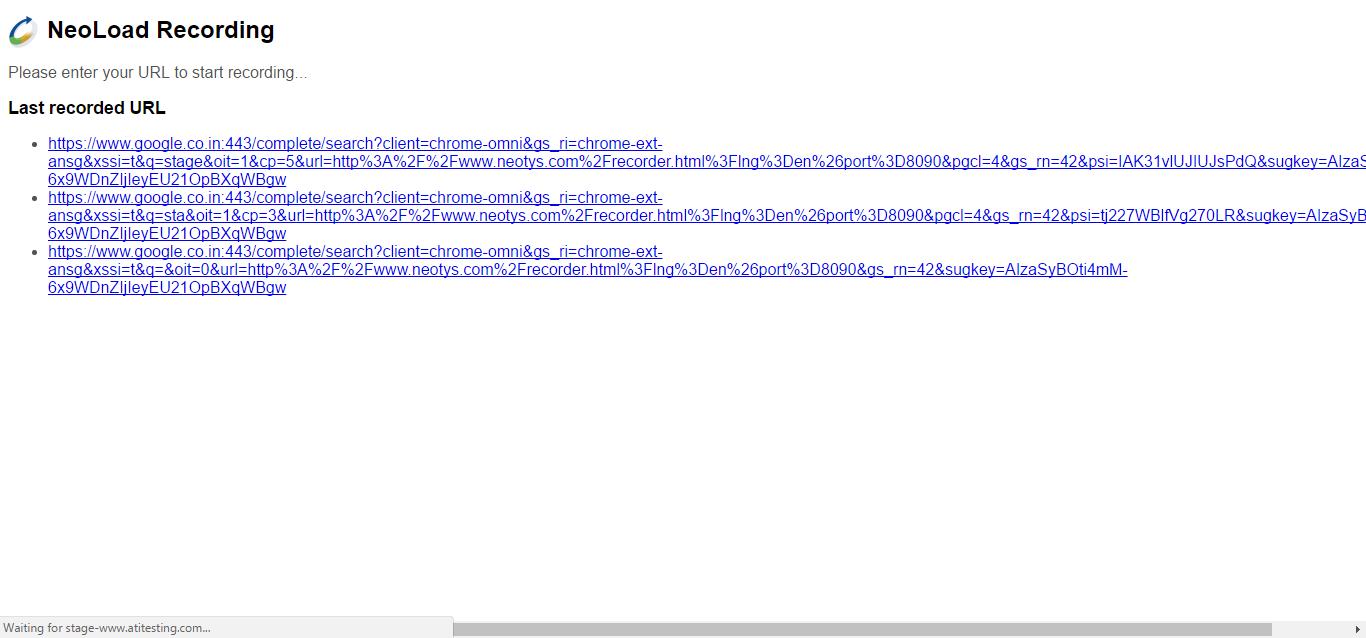 NeoLoad Recording
Please enter your URL to start recording...
Last recorded URL
https://www.google.co.in:443/complete/search?client=chrome-omni&gs_ri=chrome-ext-
ansg&xssi=t&q=stage&oit=1&cp=5&url=http%3A%2F%2Fwww.neotys.com%2Frecorder.html%3Flng%3Den%26port%3D8090&pgcl=4&gs_rn=42&psi=IAK31vlUJIUJsPdQ&sugkey=AIzaS
6x9WDnZIjIeyEU21OpBXqWBgw
https://www.google.co.in:443/complete/search?client=chrome-omni&gs_ri=chrome-ext-
ansg&xssi=t&q=sta&oit=1&cp=3&url=http%3A%2F%2Fwww.neotys.com%2Frecorder.html%3Flng%3Den%26port%3D8090&pgcl=4&gs_rn=42&psi=tj227WBlfVg270LR&sugkey=AIzaSyB
6x9WDnZIjIeyEU21OpBXqWBgw
https://www.google.co.in:443/complete/search?client=chrome-omni&gs_ri=chrome-ext-
ansg&xssi=t&q=&oit=0&url=http%3A%2F%2Fwww.neotys.com%2Frecorder.html%3Flng%3Den%26port%3D8090&gs_rn=42&sugkey=AIzaSyBOti4mM-
6x9WDnZIjIeyEU21OpBXqWBgw
Waiting for stage-www.atitesting.com...